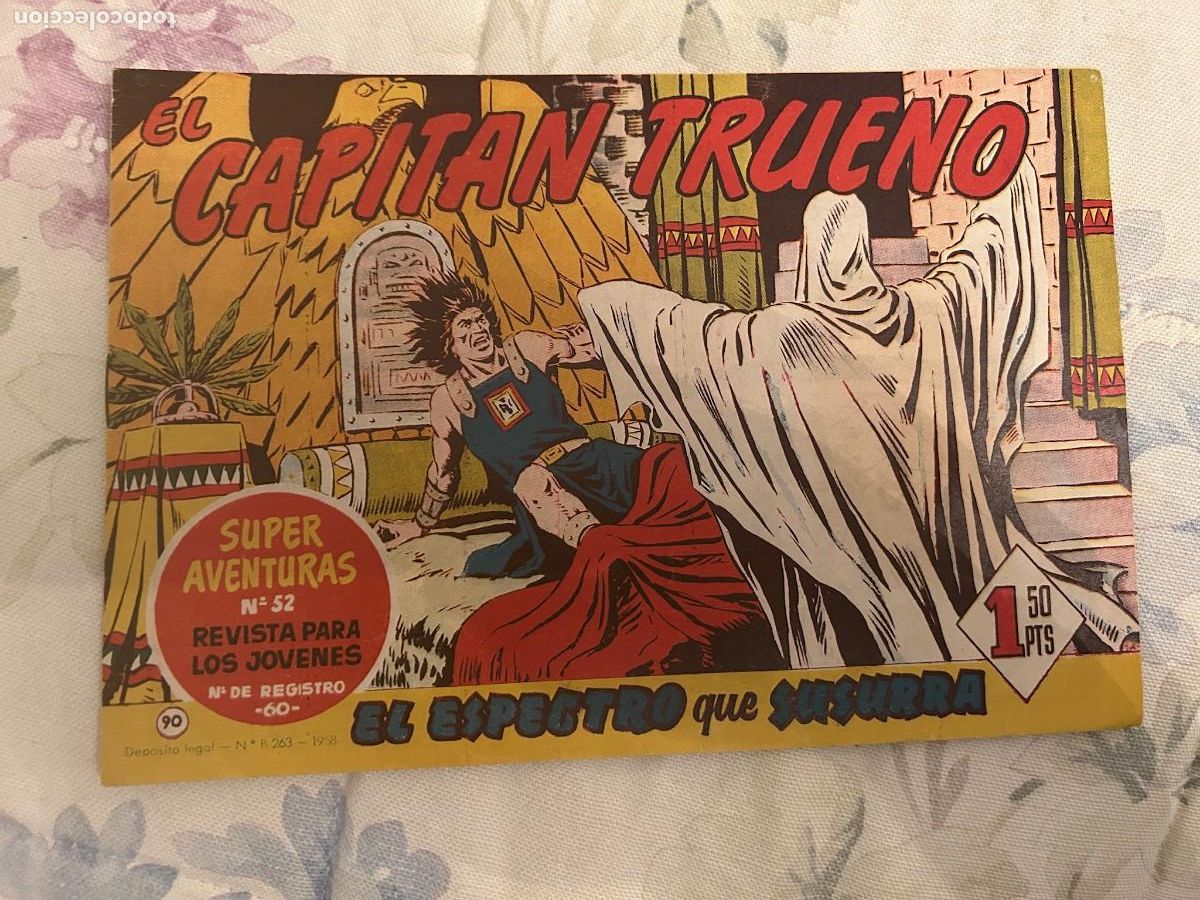 todocoleccion
EL
CAPITAN TRUENO
SUPER
AVENTURAS
Nº 52
REVISTA PARA
LOS JOVENES
Nº DE REGISTRO
-60-
90
Deposito legal — Nº B 263 — 1958
EL ESPECTRO que SUSURRA
1 50
PTS